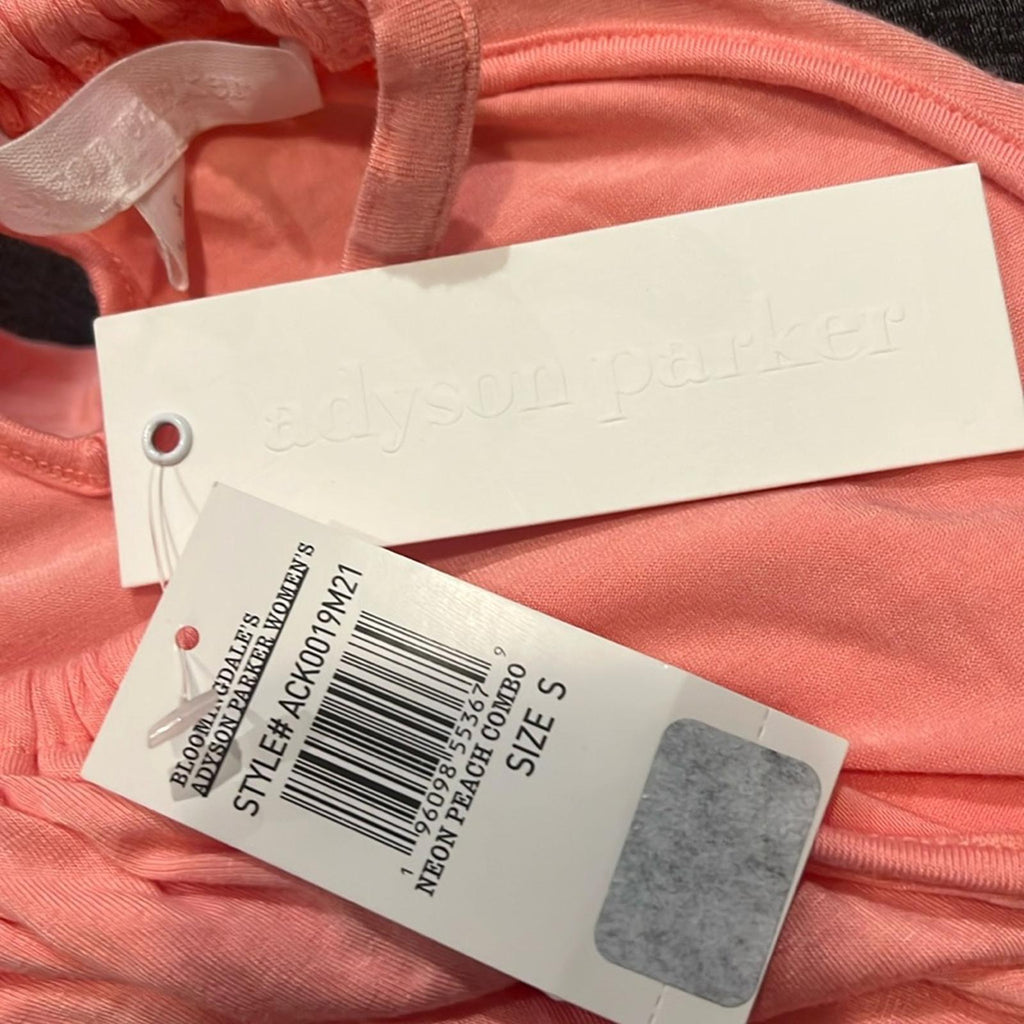 adyson parker
BLOOMINGDALE'S
ADYSON PARKER WOMEN'S
STYLE# ACK0019M21
1 96098 55367 9
NEON PEACH COMBO
SIZE S